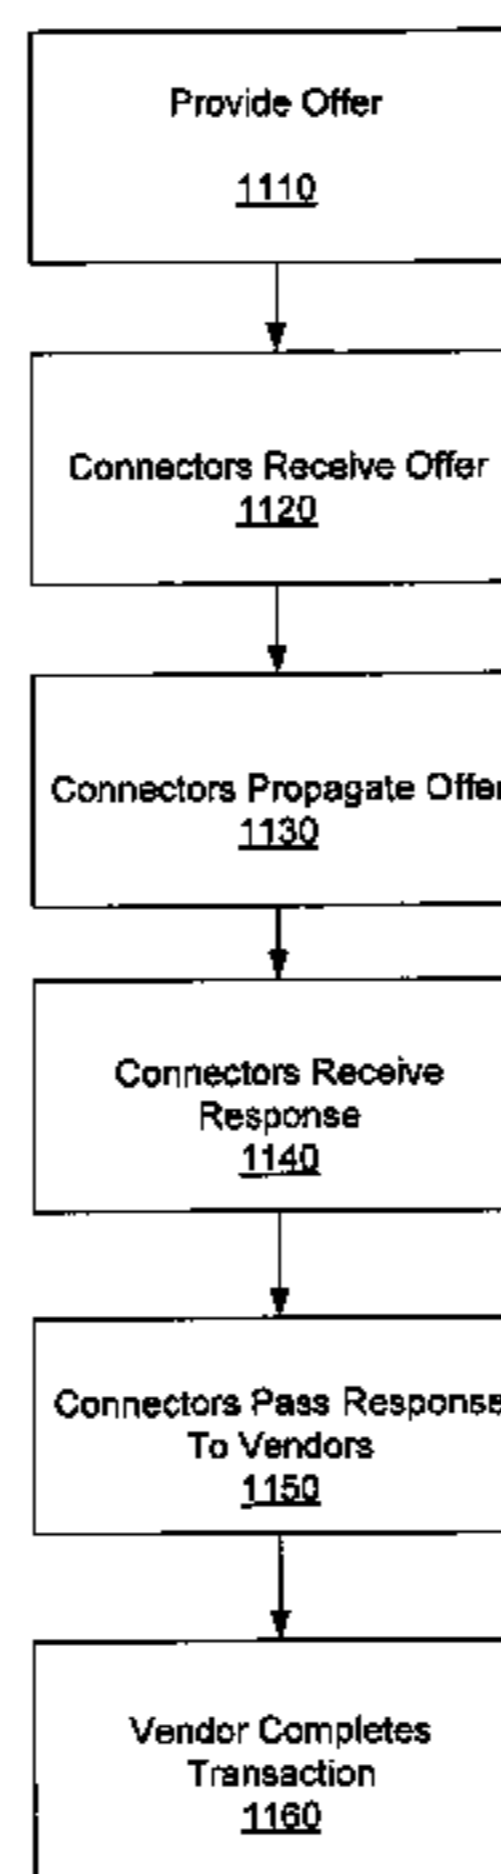 Provide Offer
1110
Connectors Receive Offer
1120
Connectors Propagate Offer
1130
Connectors Receive
Response
1140
Connectors Pass Response
To Vendors
1150
Vendor Completes
Transaction
1160